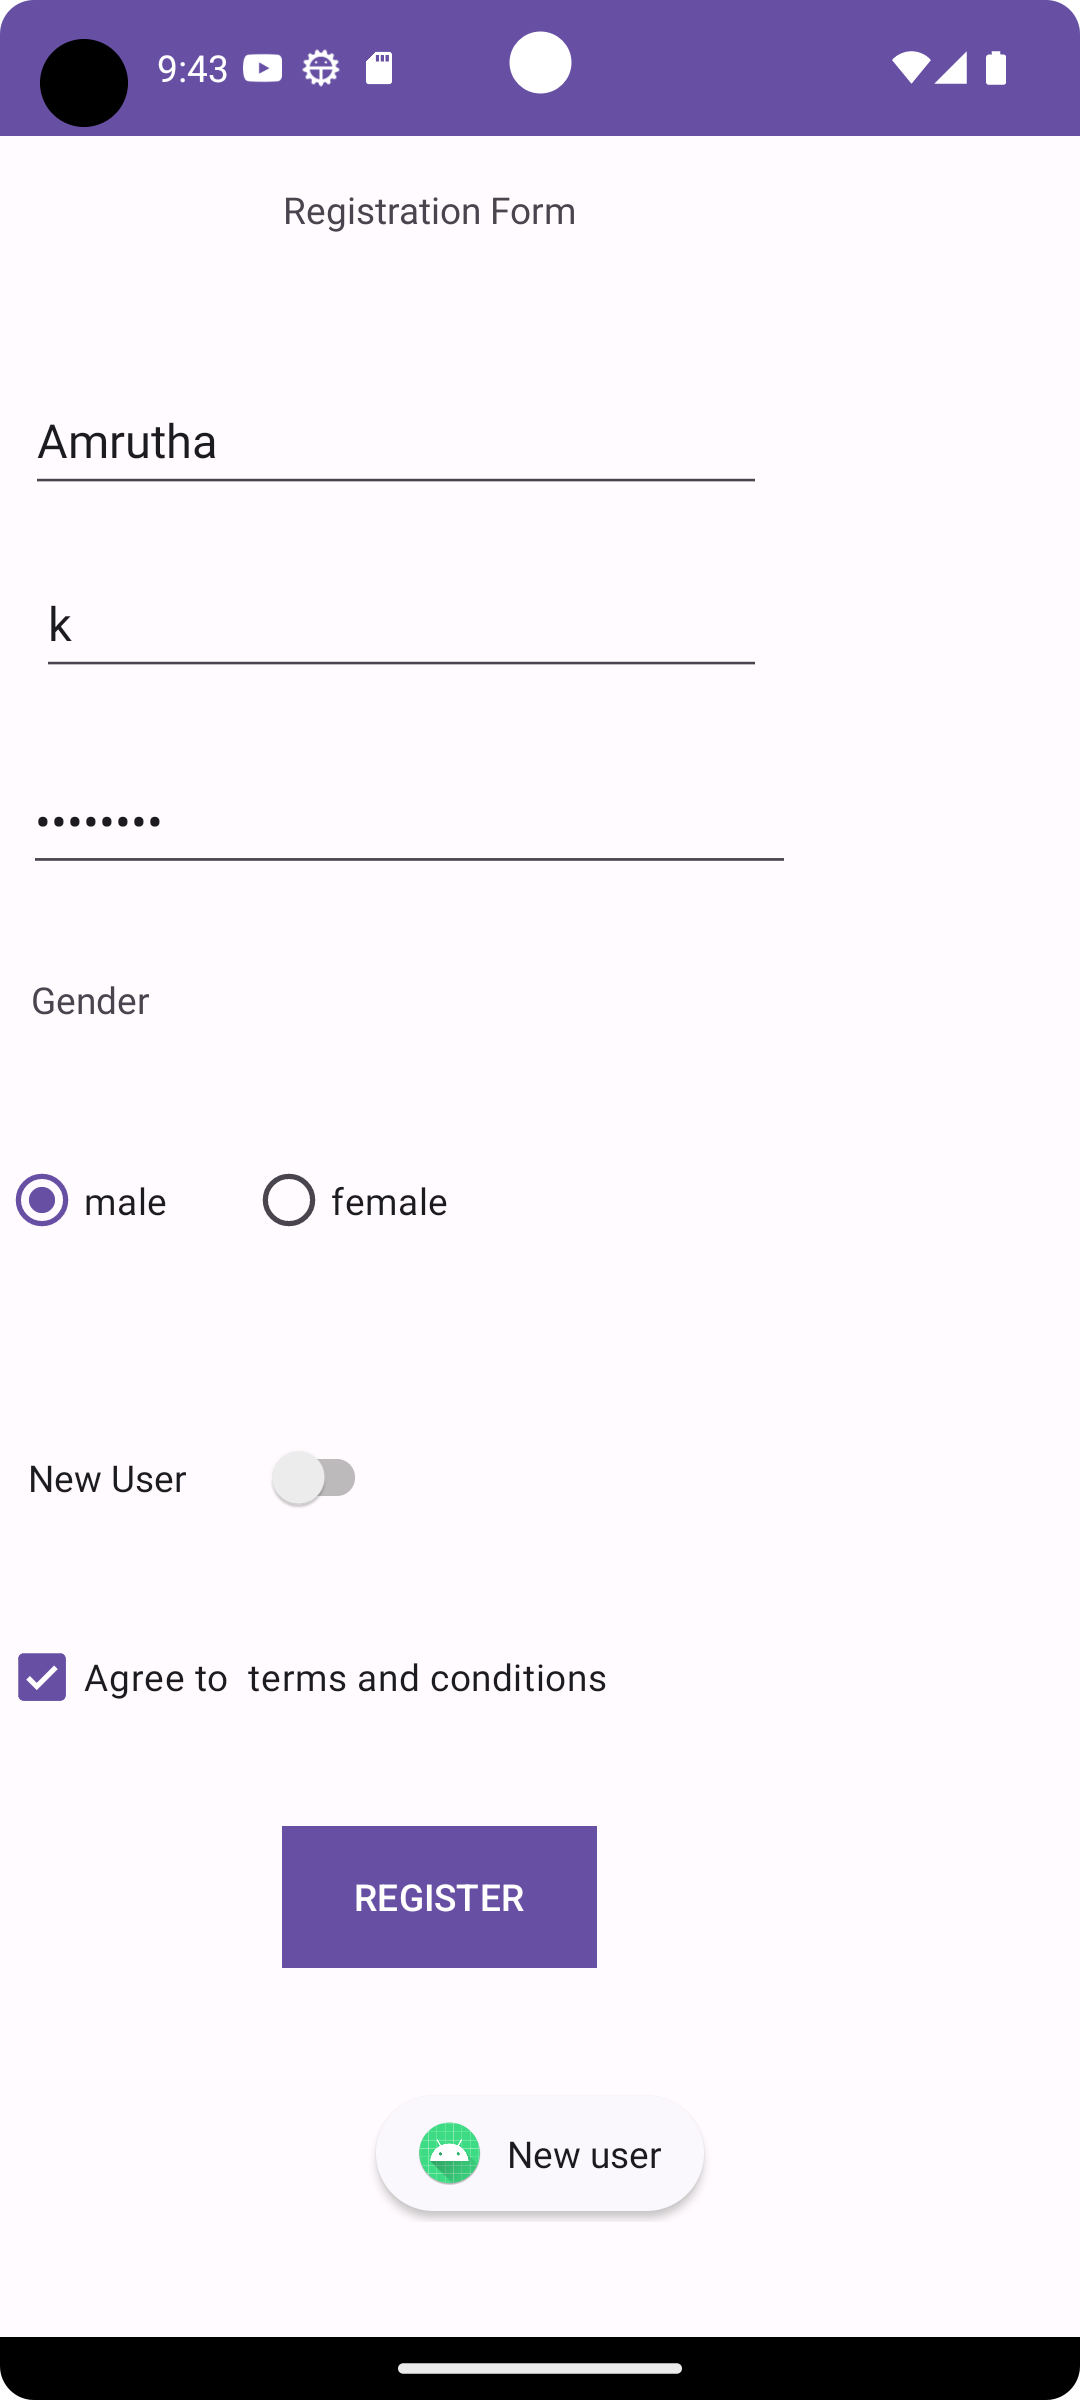 9:43
Registration Form
Amrutha
k
••••••••
Gender
male female
New User
Agree to  terms and conditions
REGISTER
New user